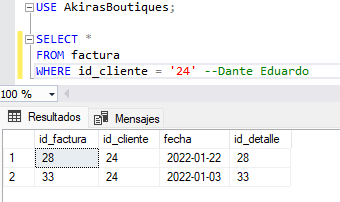 USE AkirasBoutiques;
SELECT *
FROM factura
WHERE id_cliente = '24' --Dante Eduardo
100 %
Resultados Mensajes
id_factura id_cliente fecha id_detalle
1 28 24 2022-01-22 28
2 33 24 2022-01-03 33